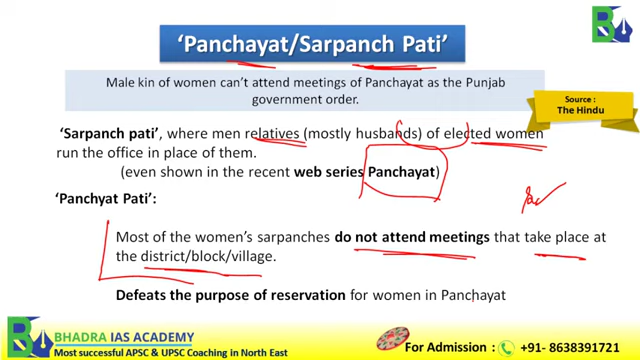 B
'Panchayat/Sarpanch Pati'
Male kin of women can't attend meetings of Panchayat as the Punjab
government order.
Source :
The Hindu
'Sarpanch pati', where men relatives (mostly husbands) of elected women
run the office in place of them.
(even shown in the recent web series Panchayat)
'Panchyat Pati':
Most of the women's sarpanches do not attend meetings that take place at
the district/block/village.
Defeats the purpose of reservation for women in Panchayat
B
BHADRA IAS ACADEMY
Most successful APSC & UPSC Coaching in North East
For Admission : +91- 8638391721